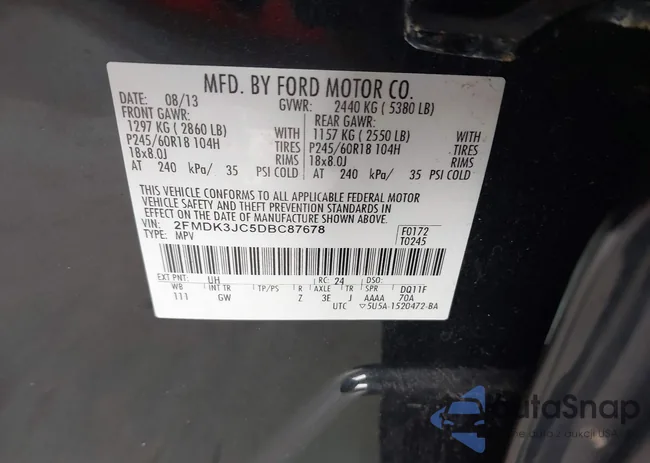 MFD. BY FORD MOTOR CO.
DATE: 08/13 GVWR: 2440 KG ( 5380 LB)
FRONT GAWR: REAR GAWR:
1297 KG ( 2860 LB) WITH 1157 KG ( 2550 LB) WITH
P245/60R18 104H TIRES P245/60R18 104H TIRES
18x8.0J RIMS 18x8.0J RIMS
AT 240 kPa/ 35 PSI COLD AT 240 kPa/ 35 PSI COLD
THIS VEHICLE CONFORMS TO ALL APPLICABLE FEDERAL MOTOR
VEHICLE SAFETY AND THEFT PREVENTION STANDARDS IN
EFFECT ON THE DATE OF MANUFACTURE SHOWN ABOVE.
VIN: 2FMDK3JC5DBC87678 F0172
TYPE: MPV T0245
EXT PNT: UH RC: 24 DSO:
WB INT TR TP/PS R AXLE TR SPR DQ11F
111 GW Z 3E J AAAA 70A
UTC ▽5U5A-1520472-BA